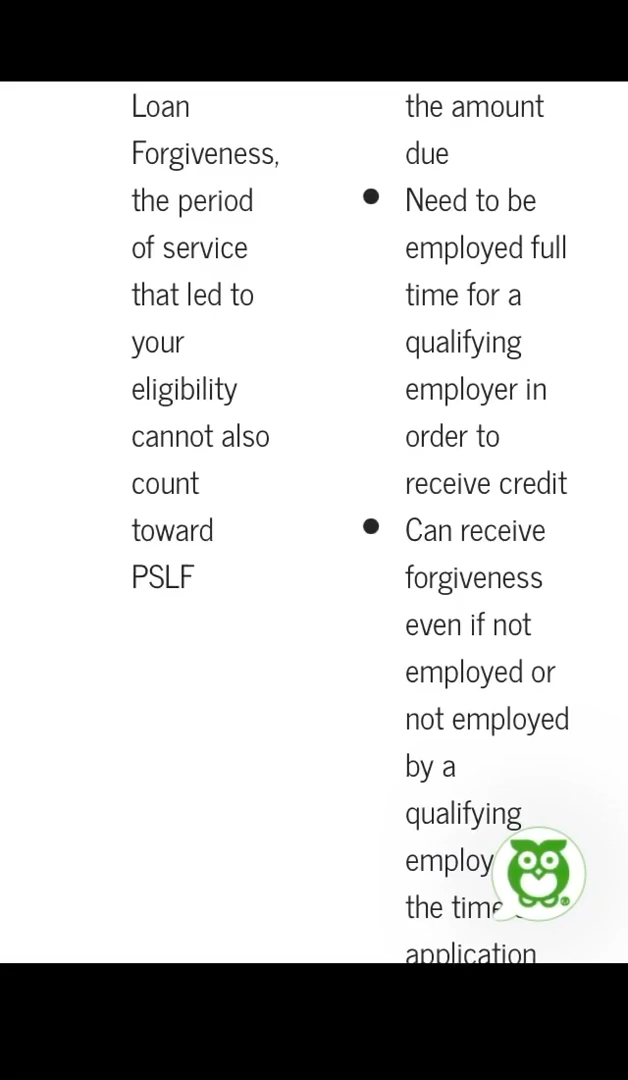 Loan
Forgiveness,
the period
of service
that led to
your
eligibility
cannot also
count
toward
PSLF
the amount
due
● Need to be
employed full
time for a
qualifying
employer in
order to
receive credit
● Can receive
forgiveness
even if not
employed or
not employed
by a
qualifying
employ
the time
application